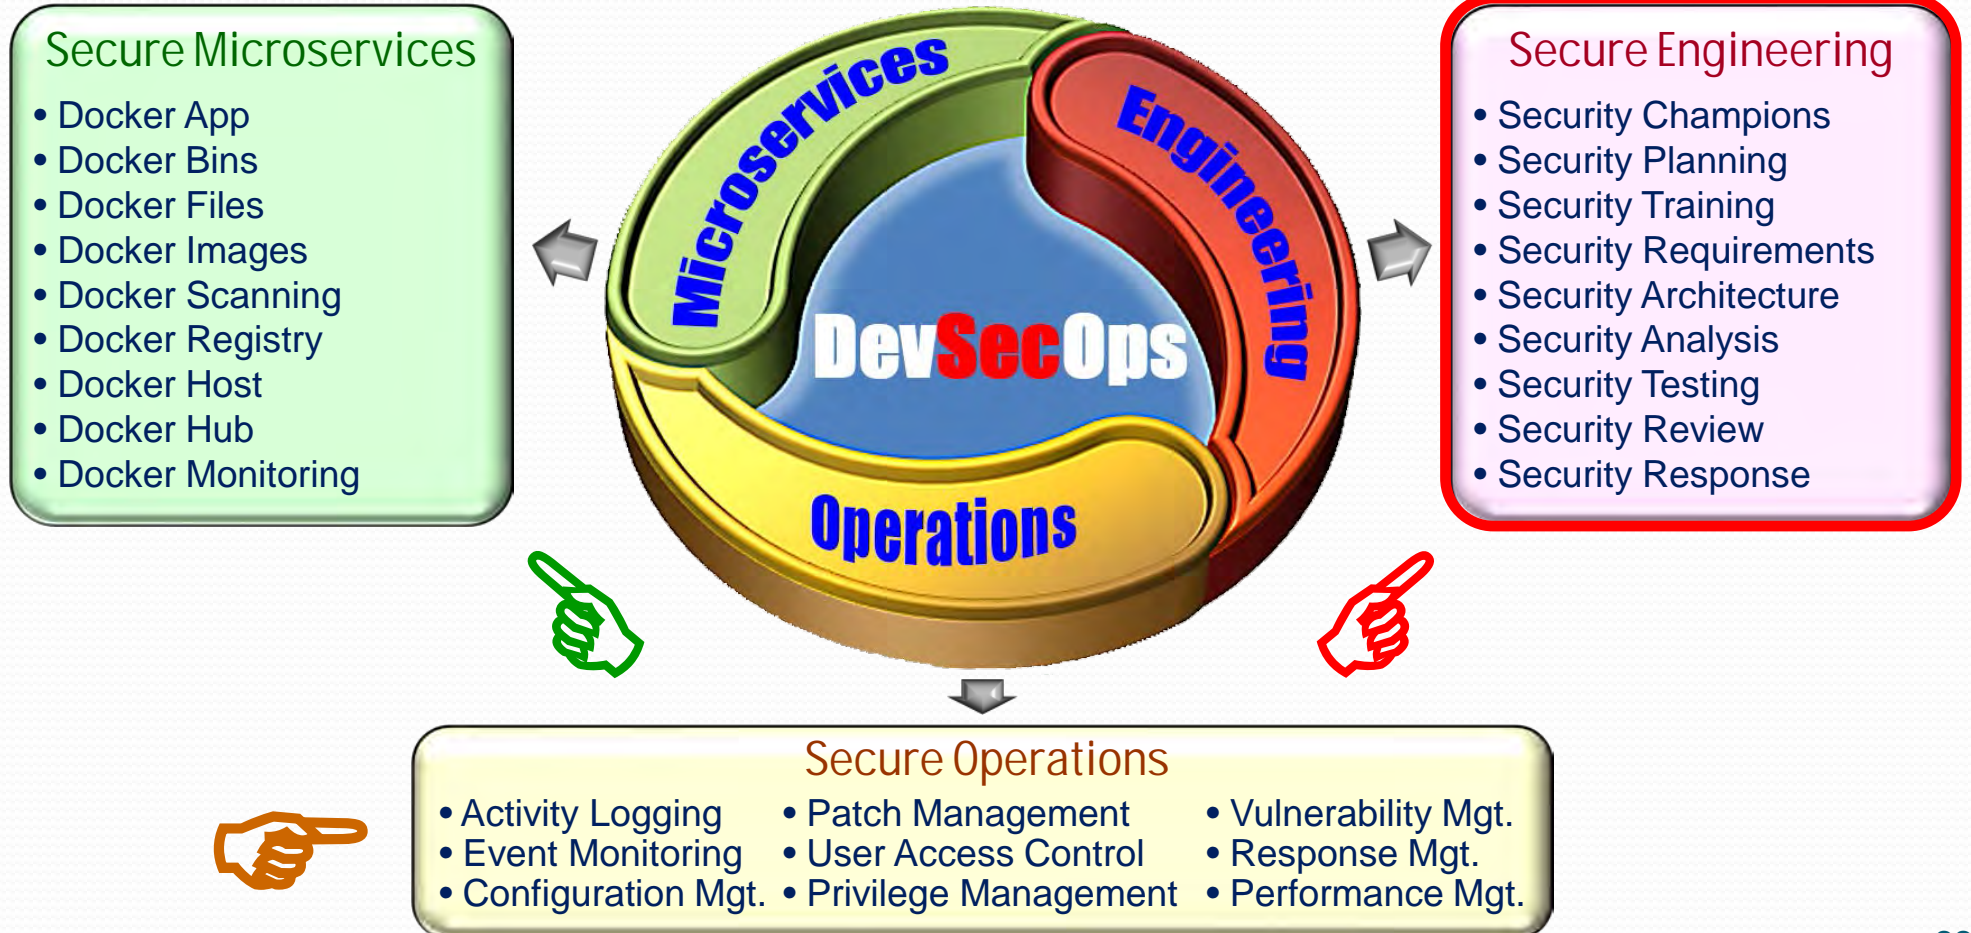 Secure Microservices
• Docker App
• Docker Bins
• Docker Files
• Docker Images
• Docker Scanning
• Docker Registry
• Docker Host
• Docker Hub
• Docker Monitoring
Microservices
Engineering
DevSecOps
Operations
Secure Engineering
• Security Champions
• Security Planning
• Security Training
• Security Requirements
• Security Architecture
• Security Analysis
• Security Testing
• Security Review
• Security Response
Secure Operations
• Activity Logging • Patch Management • Vulnerability Mgt.
• Event Monitoring • User Access Control • Response Mgt.
• Configuration Mgt. • Privilege Management • Performance Mgt.